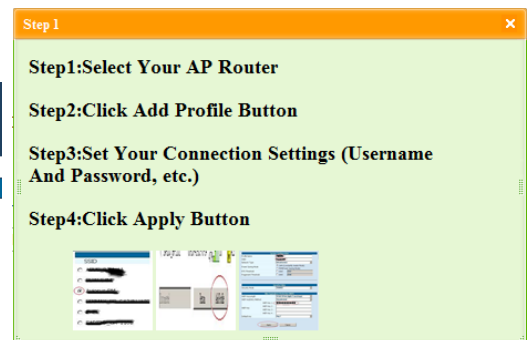 Step 1
Step1:Select Your AP Router
Step2:Click Add Profile Button
Step3:Set Your Connection Settings (Username
And Password, etc.)
Step4:Click Apply Button
SSID